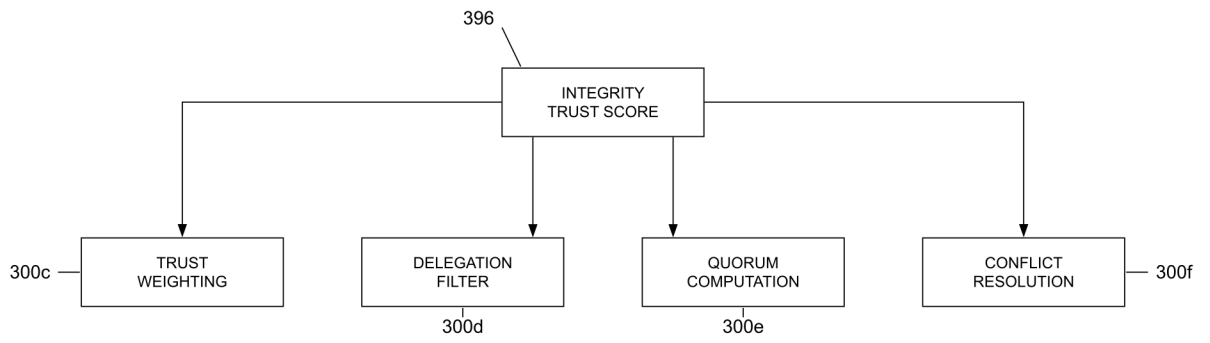 396
INTEGRITY
TRUST SCORE
300c
TRUST
WEIGHTING
DELEGATION
FILTER
300d
QUORUM
COMPUTATION
300e
CONFLICT
RESOLUTION
300f